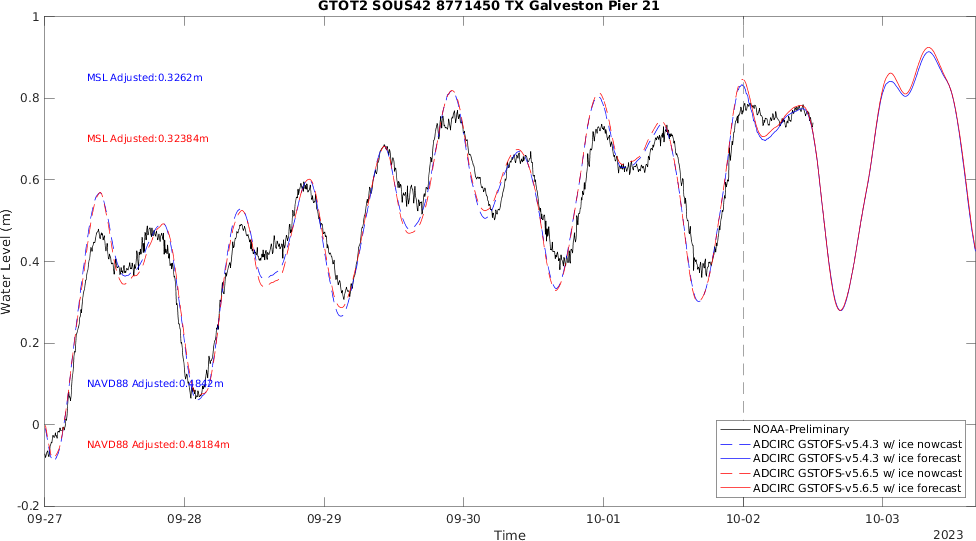 GTOT2 SOUS42 8771450 TX Galveston Pier 21
1
0.8
0.6
0.4
0.2
0
-0.2
Water Level (m)
MSL Adjusted:0.3262m
MSL Adjusted:0.32384m
NAVD88 Adjusted:0.4842m
NAVD88 Adjusted:0.48184m
NOAA-Preliminary
ADCIRC GSTOFS-v5.4.3 w/ ice nowcast
ADCIRC GSTOFS-v5.4.3 w/ ice forecast
ADCIRC GSTOFS-v5.6.5 w/ ice nowcast
ADCIRC GSTOFS-v5.6.5 w/ ice forecast
09-27 09-28 09-29 09-30 10-01 10-02 10-03
Time
2023